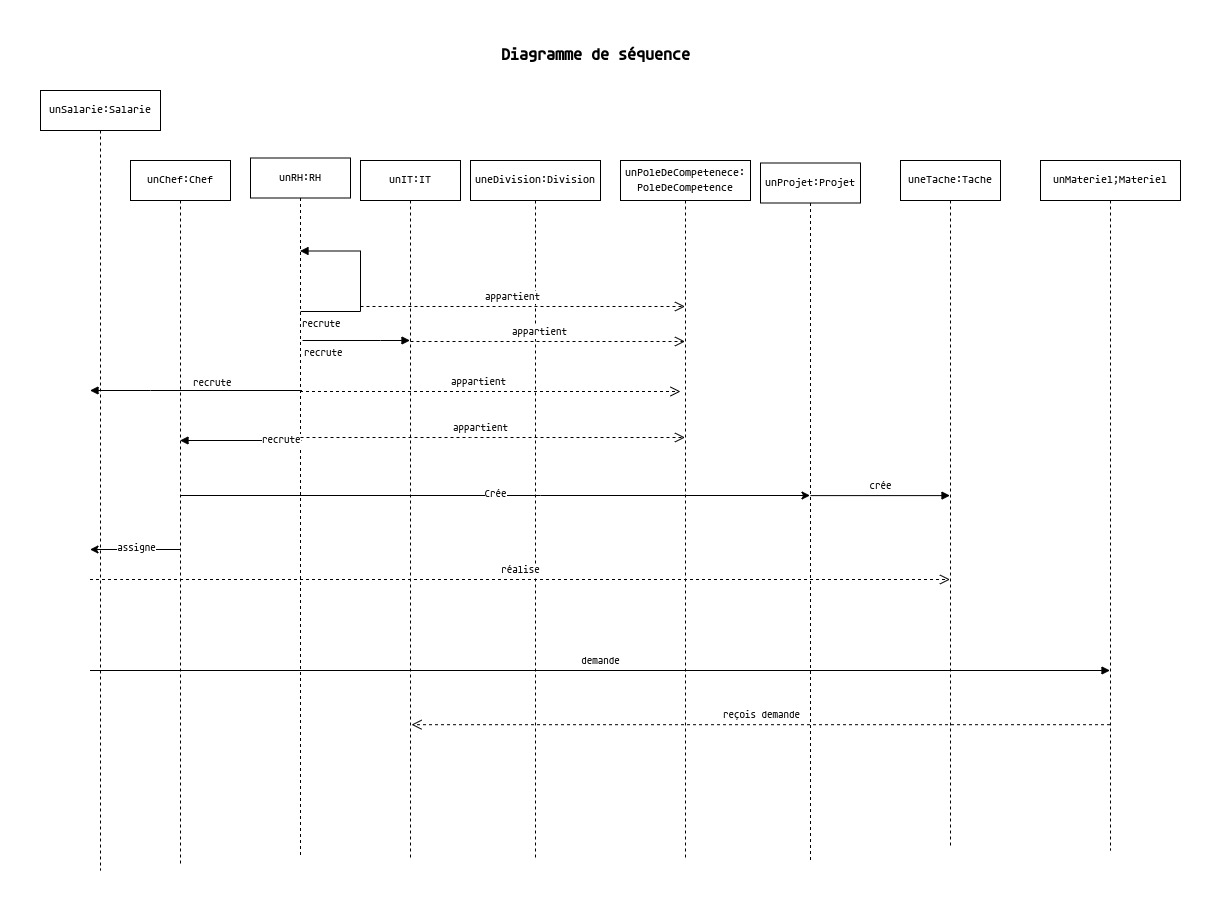 Diagramme de séquence
unSalarie:Salarie
unChef:Chef
unRH:RH
unIT:IT
uneDivision:Division
unPoleDeCompetenece:
PoleDeCompetence
unProjet:Projet
uneTache:Tache
unMateriel;Materiel
appartient
recrute
appartient
recrute
recrute
appartient
appartient
recrute
crée
Crée
assigne
réalise
demande
reçois demande